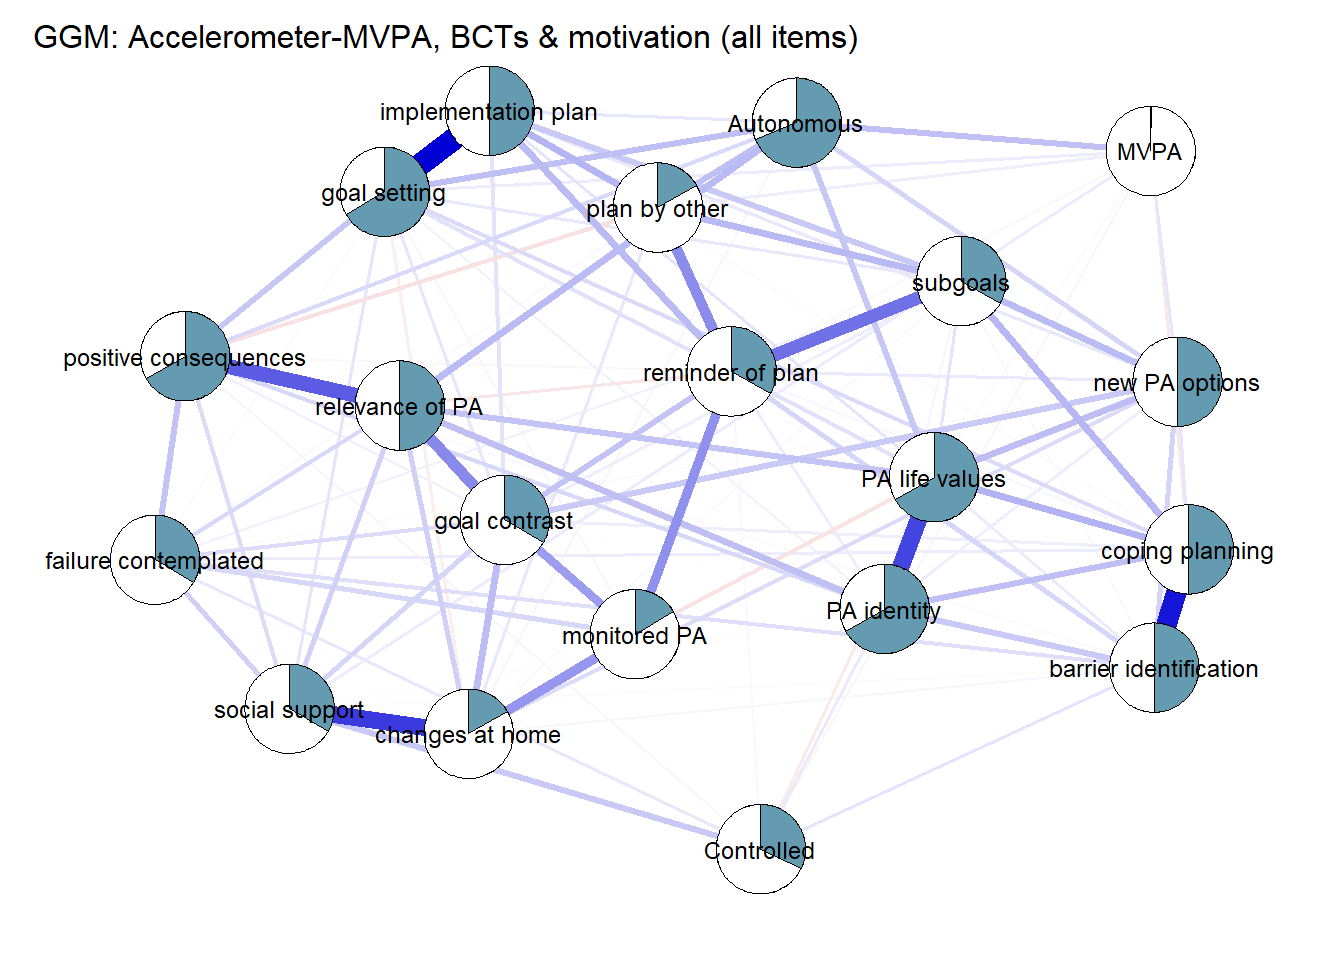 GGM: Accelerometer-MVPA, BCTs & motivation (all items)
implementation plan
Autonomous
MVPA
goal setting
plan by other
subgoals
positive consequences
reminder of plan
new PA options
relevance of PA
PA life values
goal contrast
coping planning
failure contemplated
PA identity
monitored PA
barrier identification
social support
changes at home
Controlled